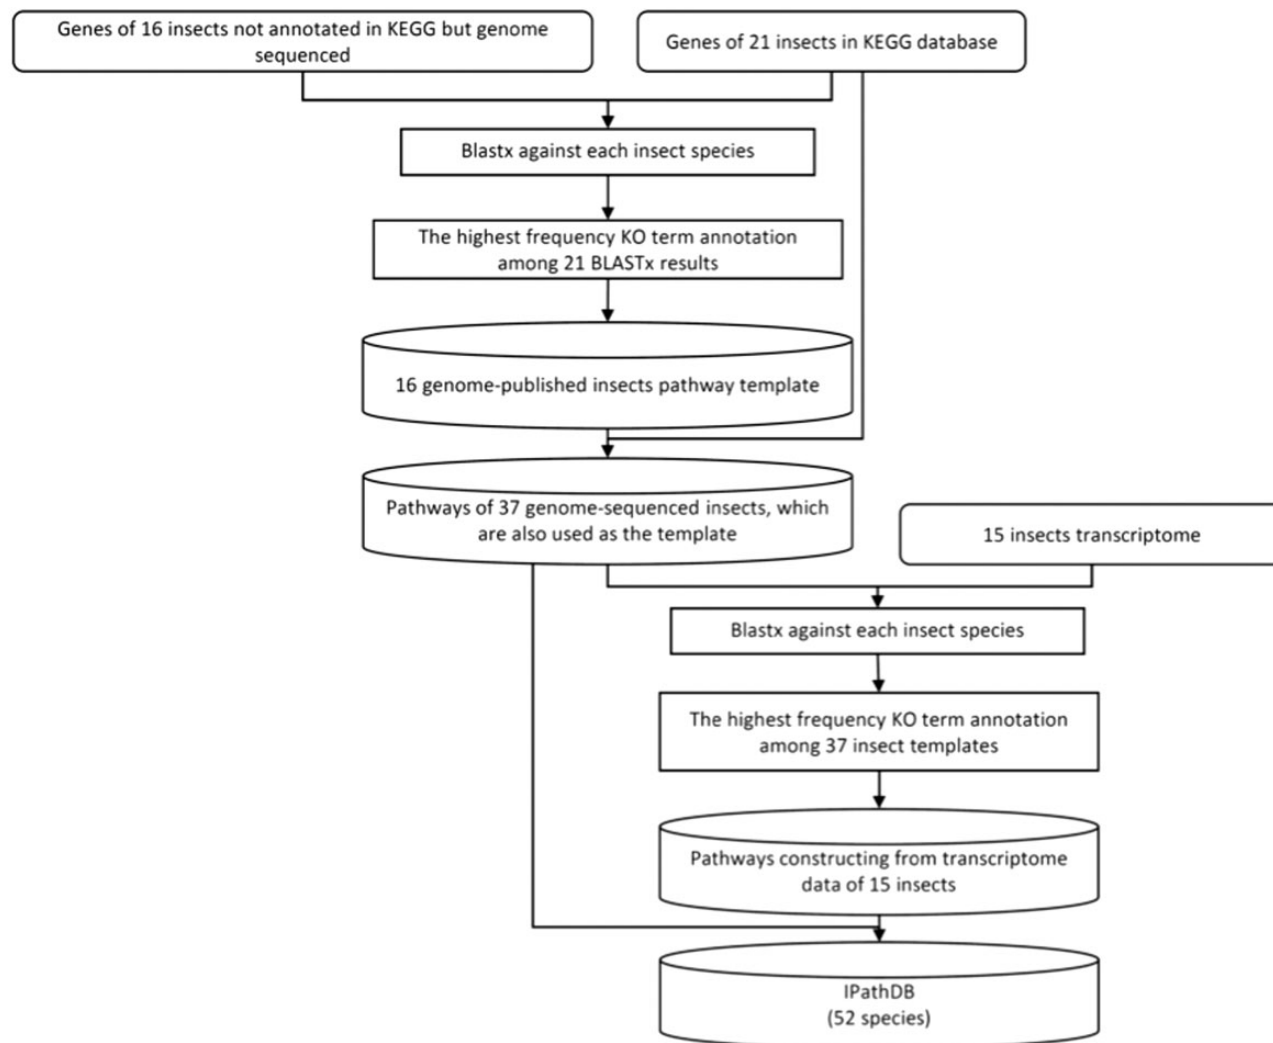 Genes of 16 insects not annotated in KEGG but genome
sequenced
Genes of 21 insects in KEGG database
Blastx against each insect species
The highest frequency KO term annotation
among 21 BLASTx results
16 genome-published insects pathway template
Pathways of 37 genome-sequenced insects, which
are also used as the template
15 insects transcriptome
Blastx against each insect species
The highest frequency KO term annotation
among 37 insect templates
Pathways constructing from transcriptome
data of 15 insects
IPathDB
(52 species)